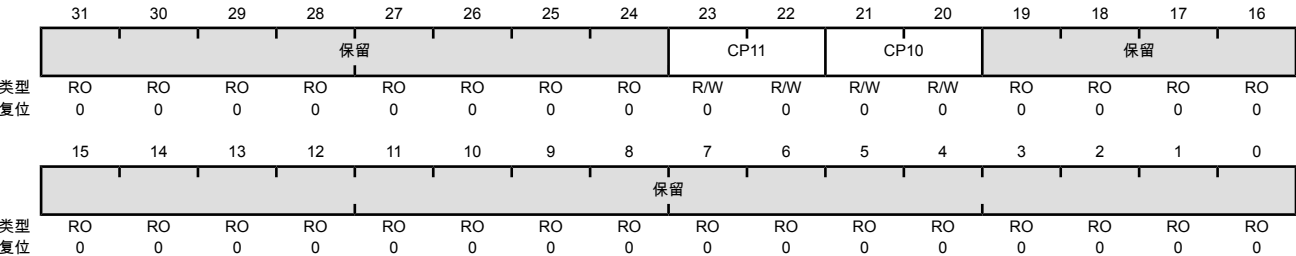 31 30 29 28 27 26 25 24 23 22 21 20 19 18 17 16
保留 CP11 CP10 保留
类型 RO RO RO RO RO RO RO RO R/W R/W R/W R/W RO RO RO RO
复位 0 0 0 0 0 0 0 0 0 0 0 0 0 0 0 0
15 14 13 12 11 10 9 8 7 6 5 4 3 2 1 0
保留
类型 RO RO RO RO RO RO RO RO RO RO RO RO RO RO RO RO
复位 0 0 0 0 0 0 0 0 0 0 0 0 0 0 0 0